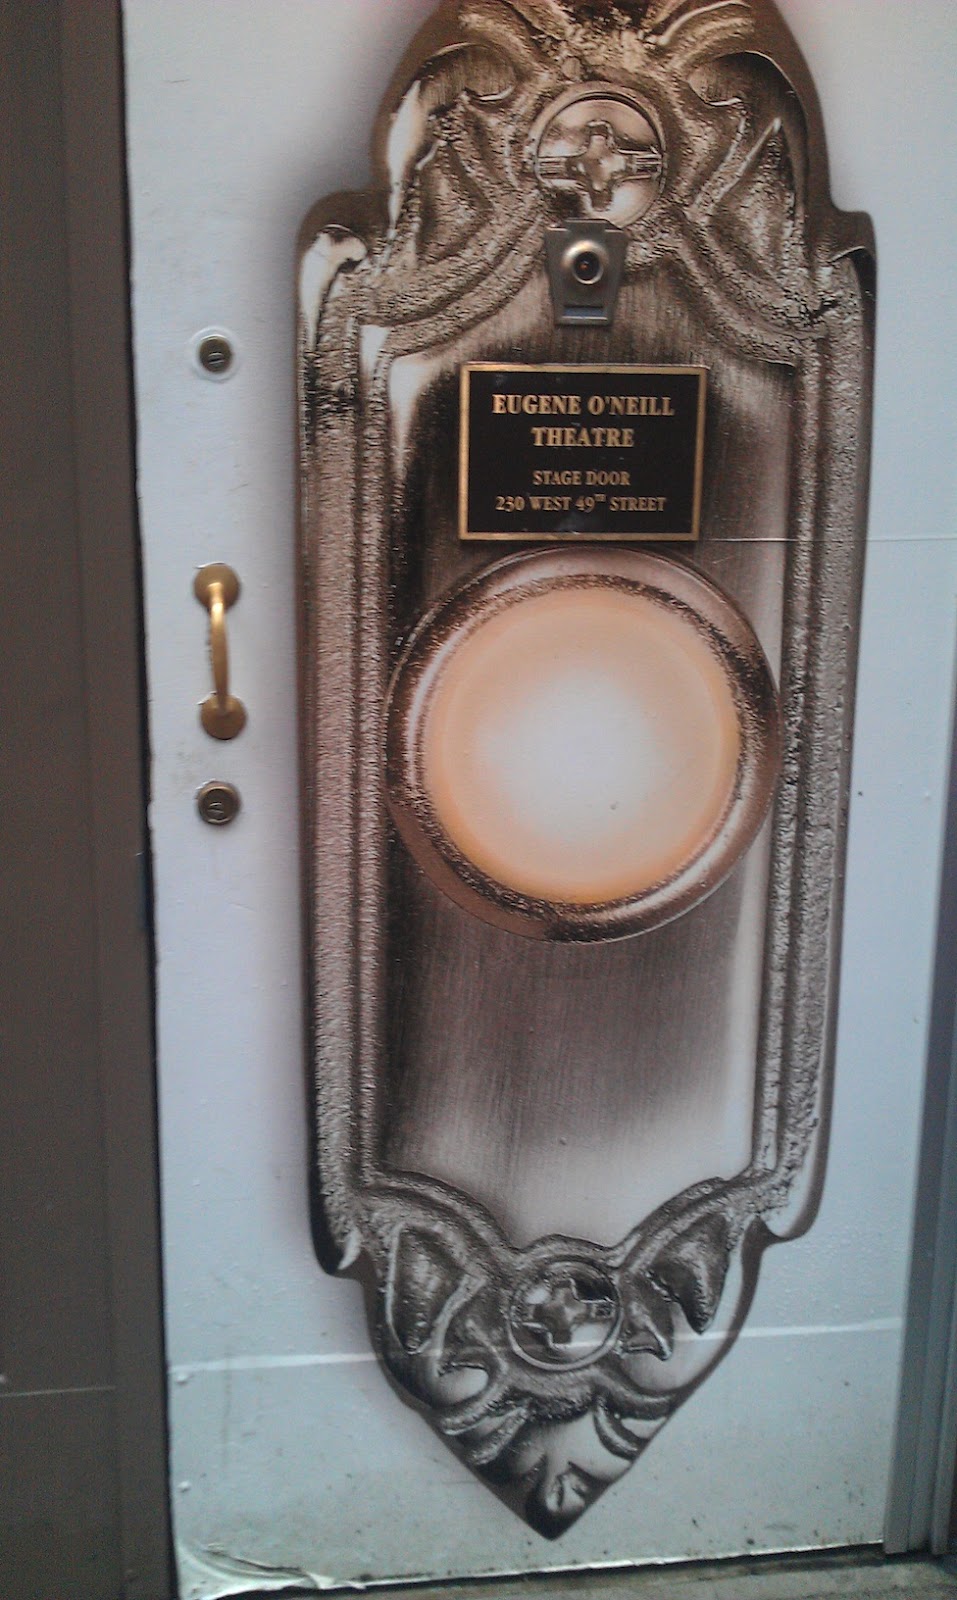 EUGENE O'NEILL
THEATRE
STAGE DOOR
230 WEST 49TH STREET